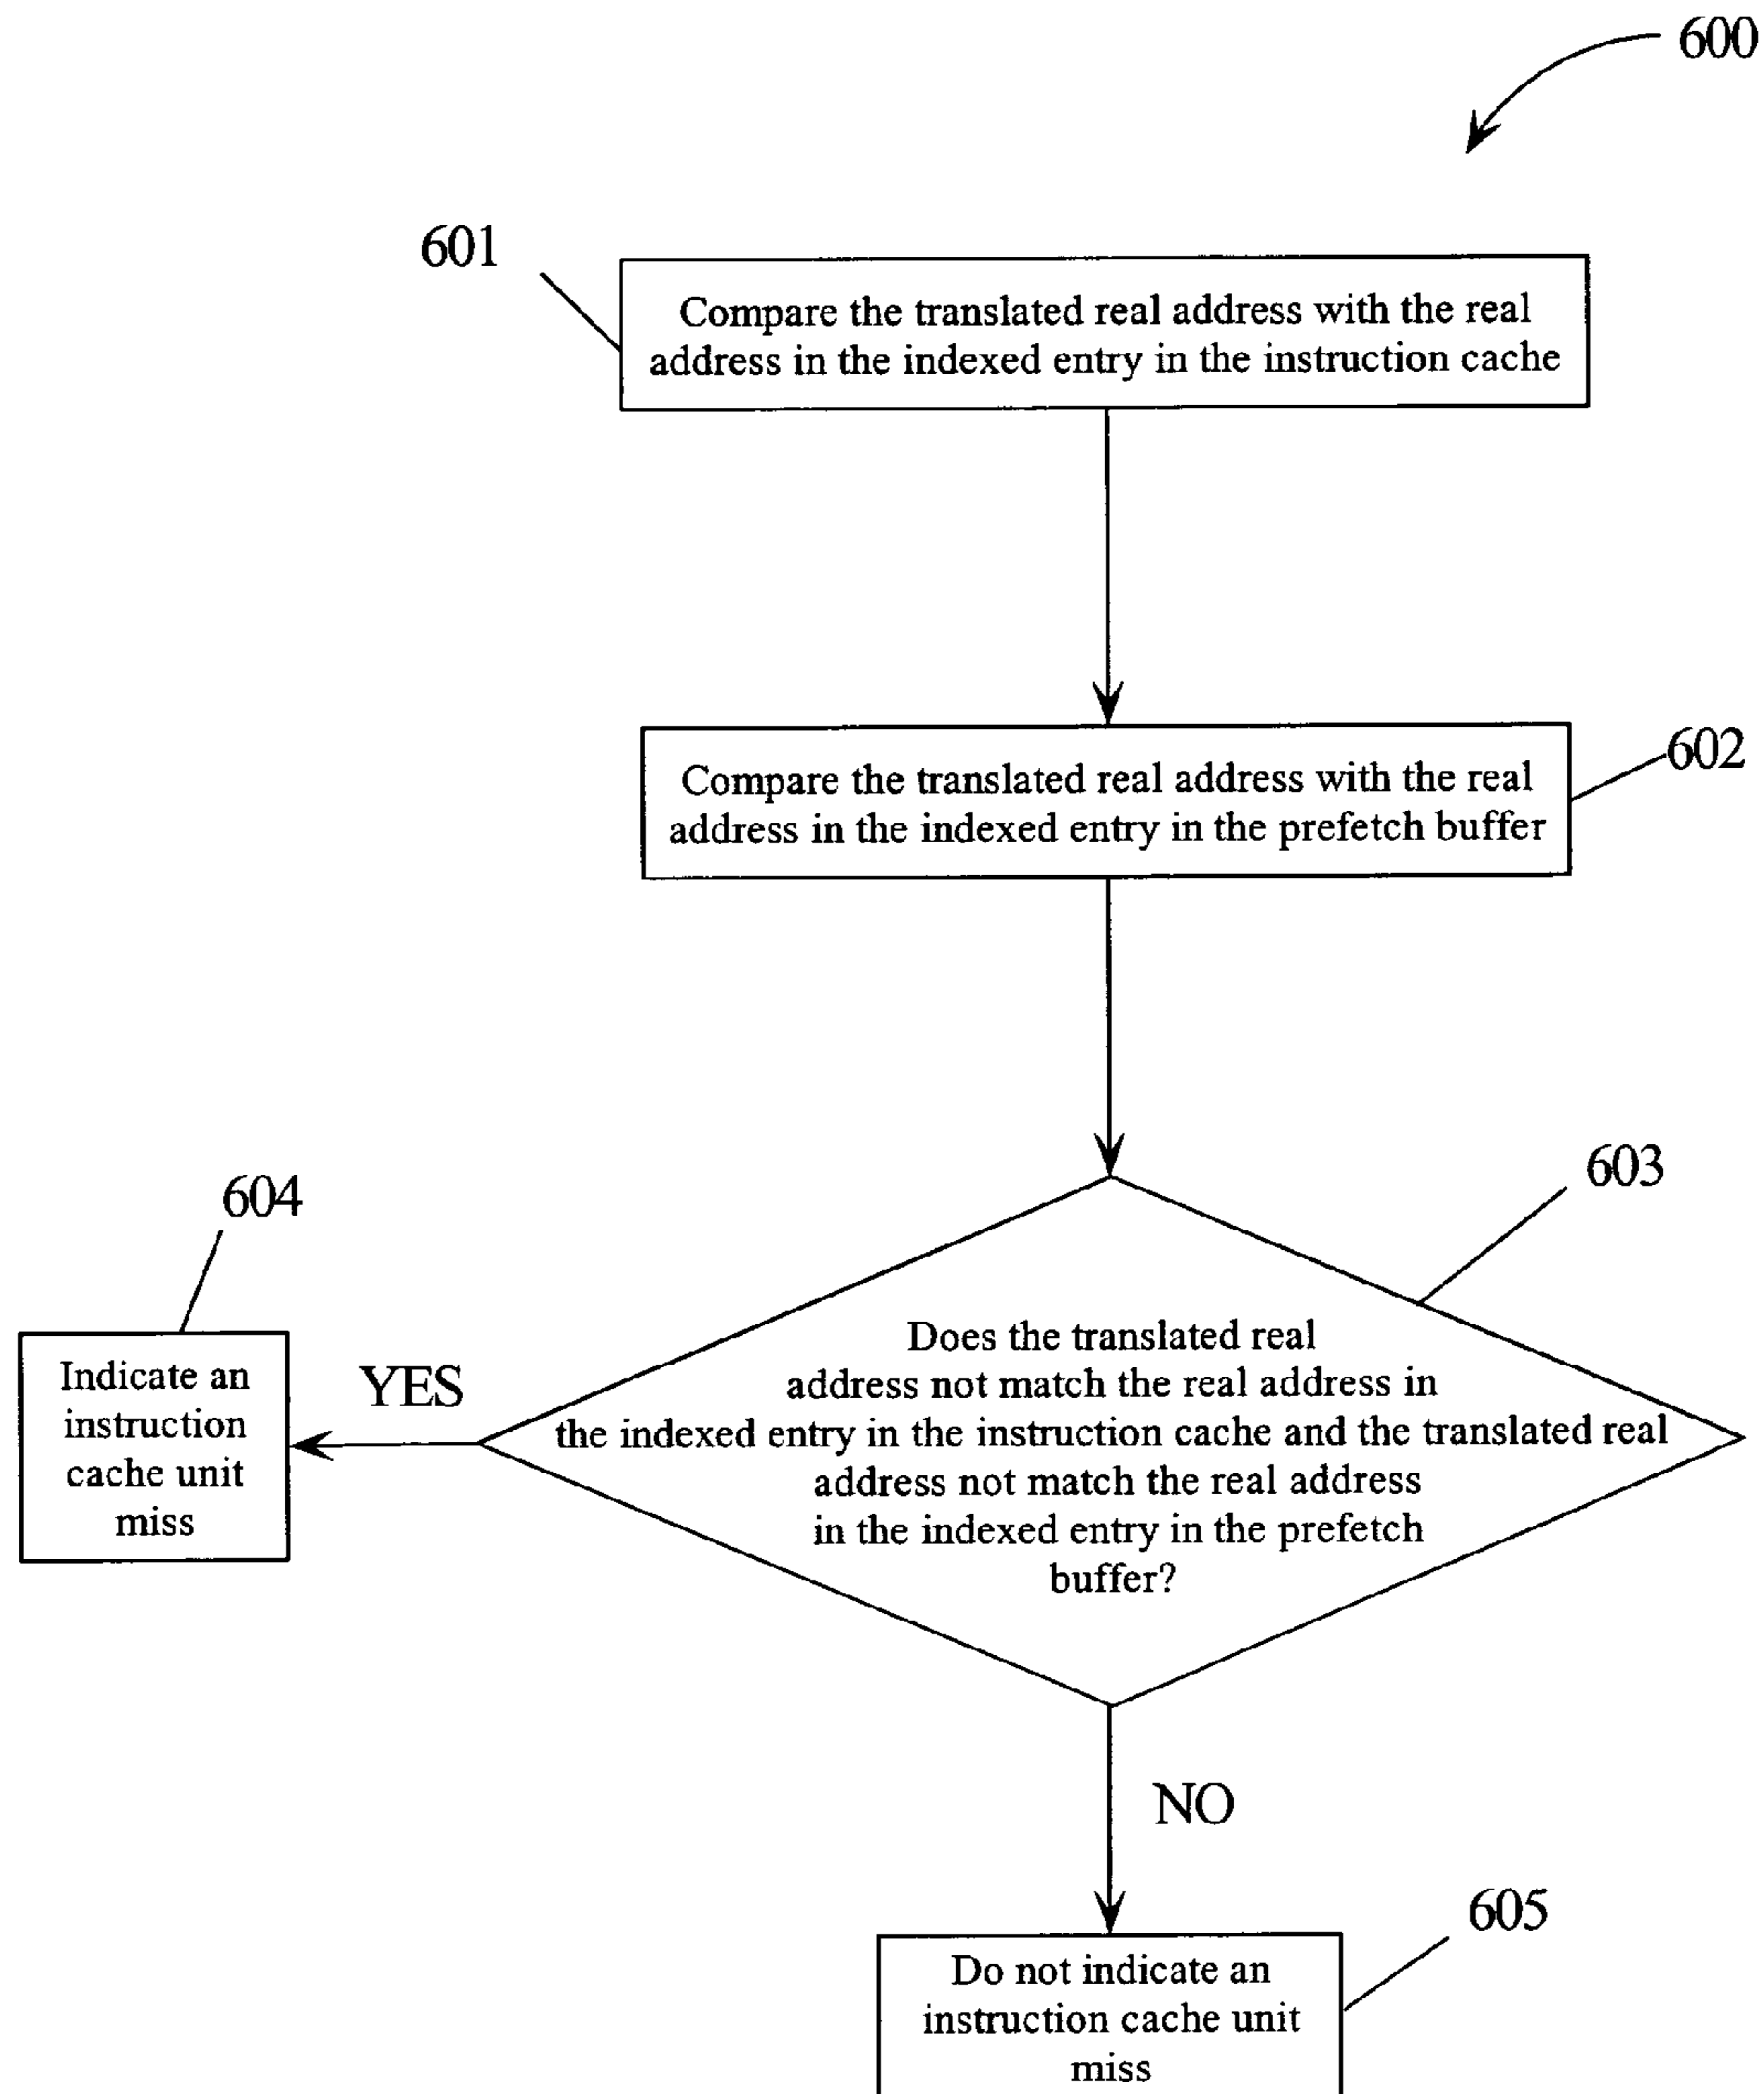 600
601
Compare the translated real address with the real
address in the indexed entry in the instruction cache
602
Compare the translated real address with the real
address in the indexed entry in the prefetch buffer
603
604
Does the translated real
address not match the real address in
the indexed entry in the instruction cache and the translated real
address not match the real address
in the indexed entry in the prefetch
buffer?
YES
Indicate an
instruction
cache unit
miss
NO
605
Do not indicate an
instruction cache unit
miss